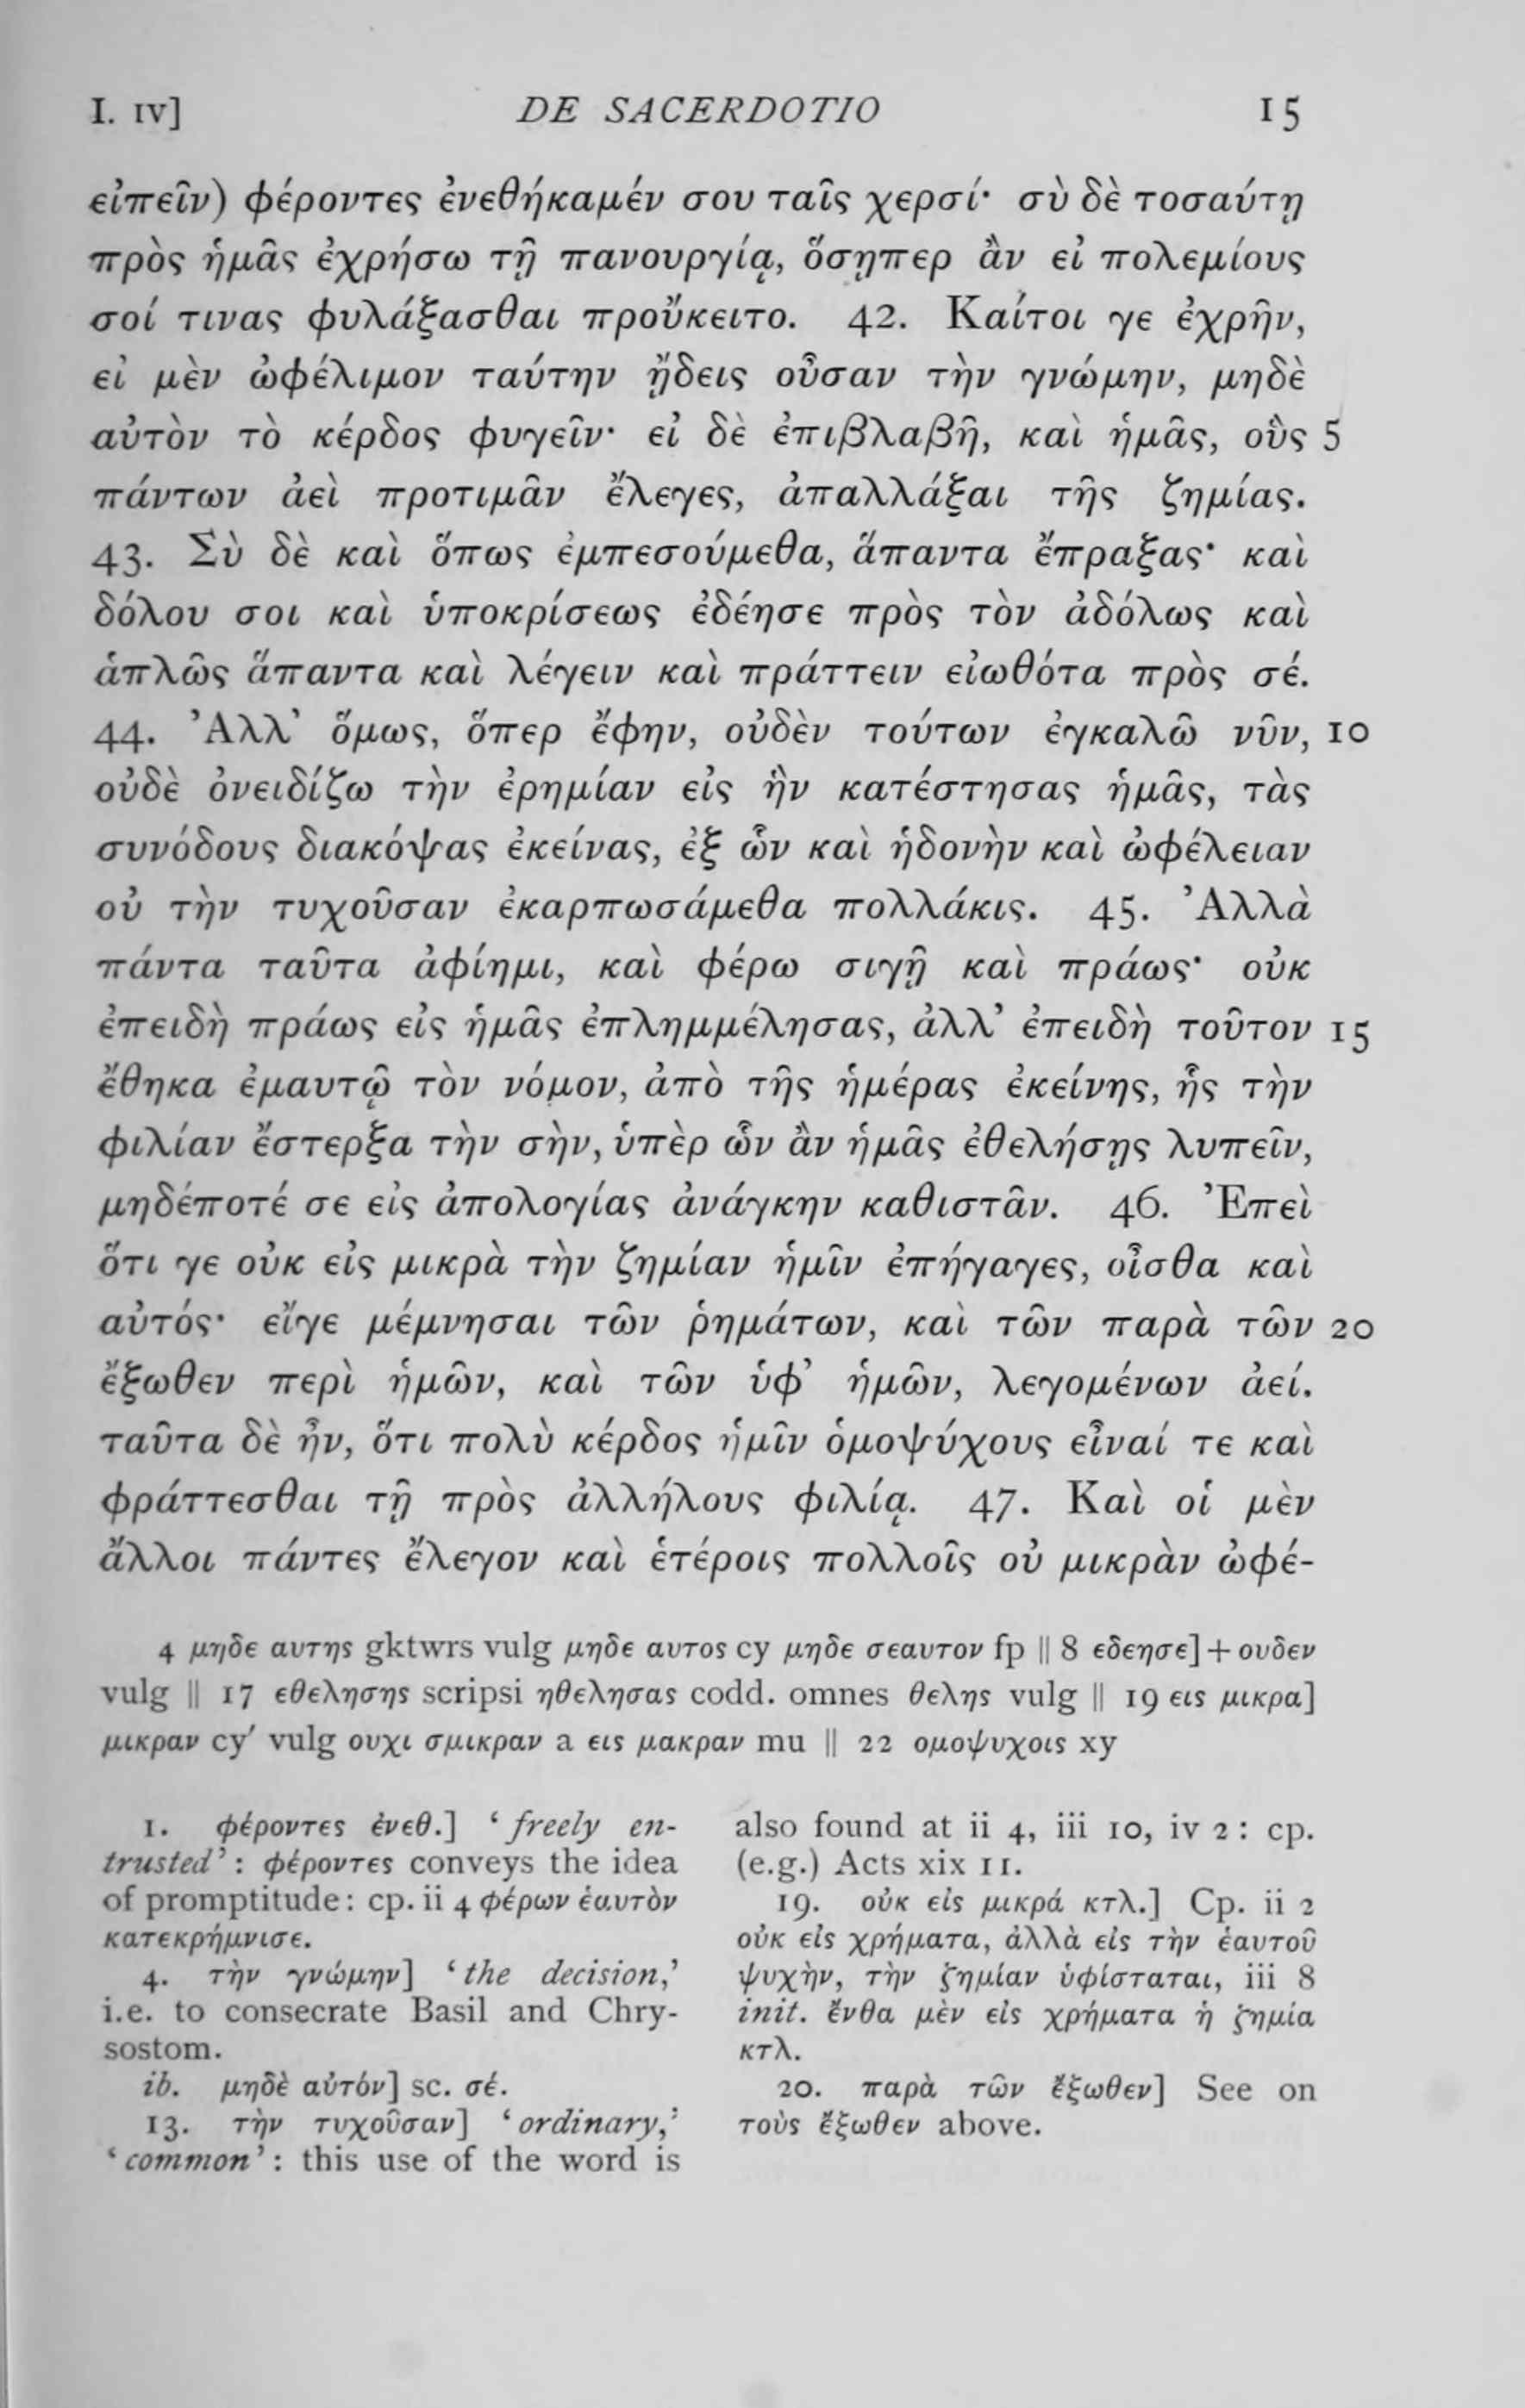 I. IV] DE SACERDOTIO 15
εἰπεῖν) φέροντες ἐνεθήκαμέν σου ταῖς χερσί· σὺ δὲ τοσαύτῃ
πρὸς ἡμᾶς ἐχρήσω τῇ πανουργίᾳ, ὅσῃπερ ἂν εἰ πολεμίους
σοί τινας φυλάξασθαι προὔκειτο. 42. Καίτοι γε ἐχρῆν,
εἰ μὲν ὠφέλιμον ταύτην ᾔδεις οὖσαν τὴν γνώμην, μηδὲ
αὐτὸν τὸ κέρδος φυγεῖν· εἰ δὲ ἐπιβλαβῆ, καὶ ἡμᾶς, οὓς 5
πάντων ἀεὶ προτιμᾶν ἔλεγες, ἀπαλλάξαι τῆς ζημίας.
43. Σὺ δὲ καὶ ὅπως ἐμπεσούμεθα, ἅπαντα ἔπραξας· καὶ
δόλου σοι καὶ ὑποκρίσεως ἐδέησε πρὸς τὸν ἀδόλως καὶ
ἁπλῶς ἅπαντα καὶ λέγειν καὶ πράττειν εἰωθότα πρὸς σέ.
44. Ἀλλ’ ὅμως, ὅπερ ἔφην, οὐδὲν τούτων ἐγκαλῶ νῦν, 10
οὐδὲ ὀνειδίζω τὴν ἐρημίαν εἰς ἣν κατέστησας ἡμᾶς, τὰς
συνόδους διακόψας ἐκείνας, ἐξ ὧν καὶ ἡδονὴν καὶ ὠφέλειαν
οὐ τὴν τυχοῦσαν ἐκαρπωσάμεθα πολλάκις. 45. Ἀλλὰ
πάντα ταῦτα ἀφίημι, καὶ φέρω σιγῇ καὶ πράως· οὐκ
ἐπειδὴ πράως εἰς ἡμᾶς ἐπλημμέλησας, ἀλλ’ ἐπειδὴ τοῦτον 15
ἔθηκα ἐμαυτῷ τὸν νόμον, ἀπὸ τῆς ἡμέρας ἐκείνης, ἧς τὴν
φιλίαν ἔστερξα τὴν σὴν, ὑπὲρ ὧν ἂν ἡμᾶς ἐθελήσῃς λυπεῖν,
μηδέποτέ σε εἰς ἀπολογίας ἀνάγκην καθιστᾶν. 46. Ἐπεὶ
ὅτι γε οὐκ εἰς μικρὰ τὴν ζημίαν ἡμῖν ἐπήγαγες, οἶσθα καὶ
αὐτός· εἴγε μέμνησαι τῶν ῥημάτων, καὶ τῶν παρὰ τῶν 20
ἔξωθεν περὶ ἡμῶν, καὶ τῶν ὑφ’ ἡμῶν, λεγομένων ἀεί.
ταῦτα δὲ ἦν, ὅτι πολὺ κέρδος ἡμῖν ὁμοψύχους εἶναί τε καὶ
φράττεσθαι τῇ πρὸς ἀλλήλους φιλίᾳ. 47. Καὶ οἱ μὲν
ἄλλοι πάντες ἔλεγον καὶ ἑτέροις πολλοῖς οὐ μικρὰν ὠφέ-
4 μηδε αυτης gktwrs vulg μηδε αυτος cy μηδε σεαυτον fp || 8 εδεησε] + ουδεν
vulg || 17 εθελησης scripsi ηθελησας codd. omnes θελης vulg || 19 εις μικρα]
μικραν cy' vulg ουχι σμικραν a εις μακραν mu || 22 ομοψυχοις xy
1. φέροντες ἐνεθ.] ‘freely en-
trusted’: φέροντες conveys the idea
of promptitude: cp. ii 4 φέρων ἑαυτὸν
κατεκρήμνισε.
4. τὴν γνώμην] ‘the decision,’
i.e. to consecrate Basil and Chry-
sostom.
ib. μηδὲ αὐτόν] sc. σέ.
13. τὴν τυχοῦσαν] ‘ordinary,’
‘common’: this use of the word is
also found at ii 4, iii 10, iv 2: cp.
(e.g.) Acts xix 11.
19. οὐκ εἰς μικρά κτλ.] Cp. ii 2
οὐκ εἰς χρήματα, ἀλλὰ εἰς τὴν ἑαυτοῦ
ψυχὴν, τὴν ζημίαν ὑφίσταται, iii 8
init. ἔνθα μὲν εἰς χρήματα ἡ ζημία
κτλ.
20. παρὰ τῶν ἔξωθεν] See on
τοὺς ἔξωθεν above.